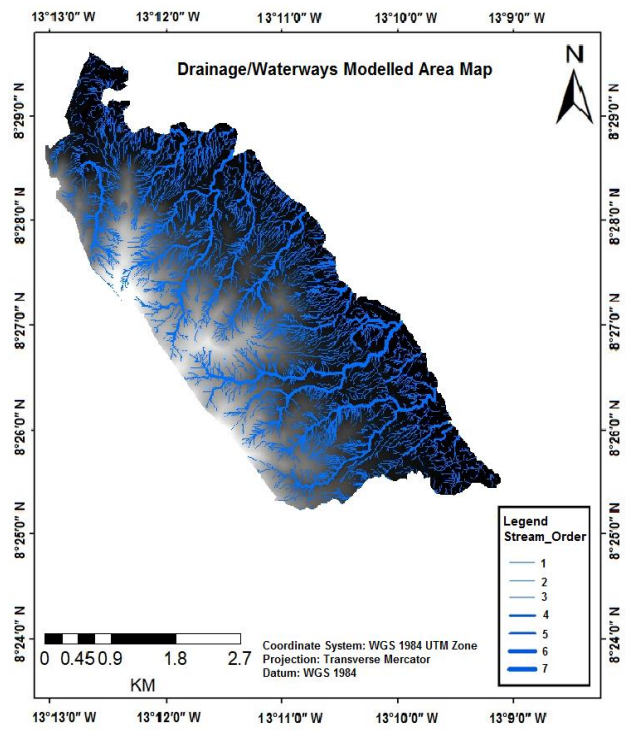 13°13'0" W 13°12'0" W 13°11'0" W 13°10'0" W 13°9'0" W
Drainage/Waterways Modelled Area Map
N
8°29'0" N 8°29'0" N
8°28'0" N 8°28'0" N
8°27'0" N 8°27'0" N
8°26'0" N 8°26'0" N
8°25'0" N 8°25'0" N
8°24'0" N 8°24'0" N
Legend
Stream_Order
1
2
3
4
5
6
7
0 0.45 0.9 1.8 2.7
KM
Coordinate System: WGS 1984 UTM Zone
Projection: Transverse Mercator
Datum: WGS 1984
13°13'0" W 13°12'0" W 13°11'0" W 13°10'0" W 13°9'0" W